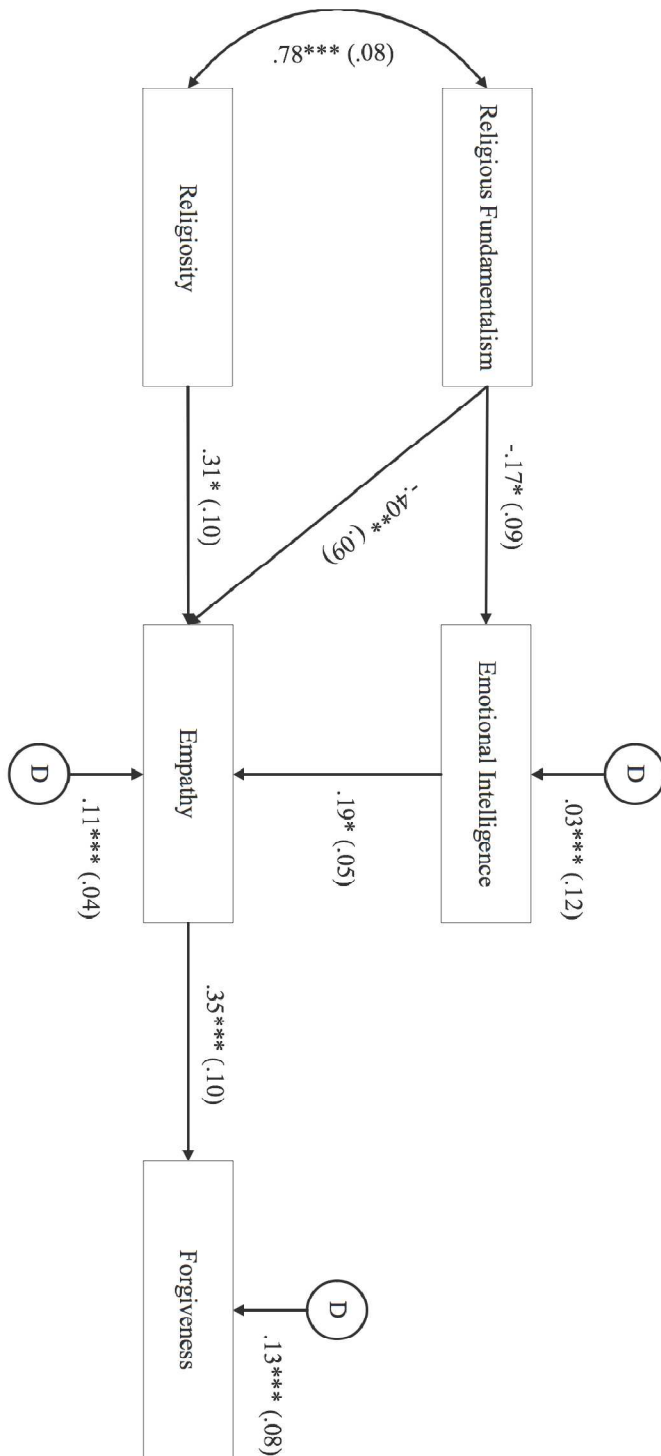 .78*** (.08)
Religious Fundamentalism
Religiosity
-.17* (.09)
-.40** (.09)
.31* (.10)
D
.03*** (.12)
Emotional Intelligence
.19* (.05)
Empathy
D
.11*** (.04)
.35*** (.10)
D
.13*** (.08)
Forgiveness